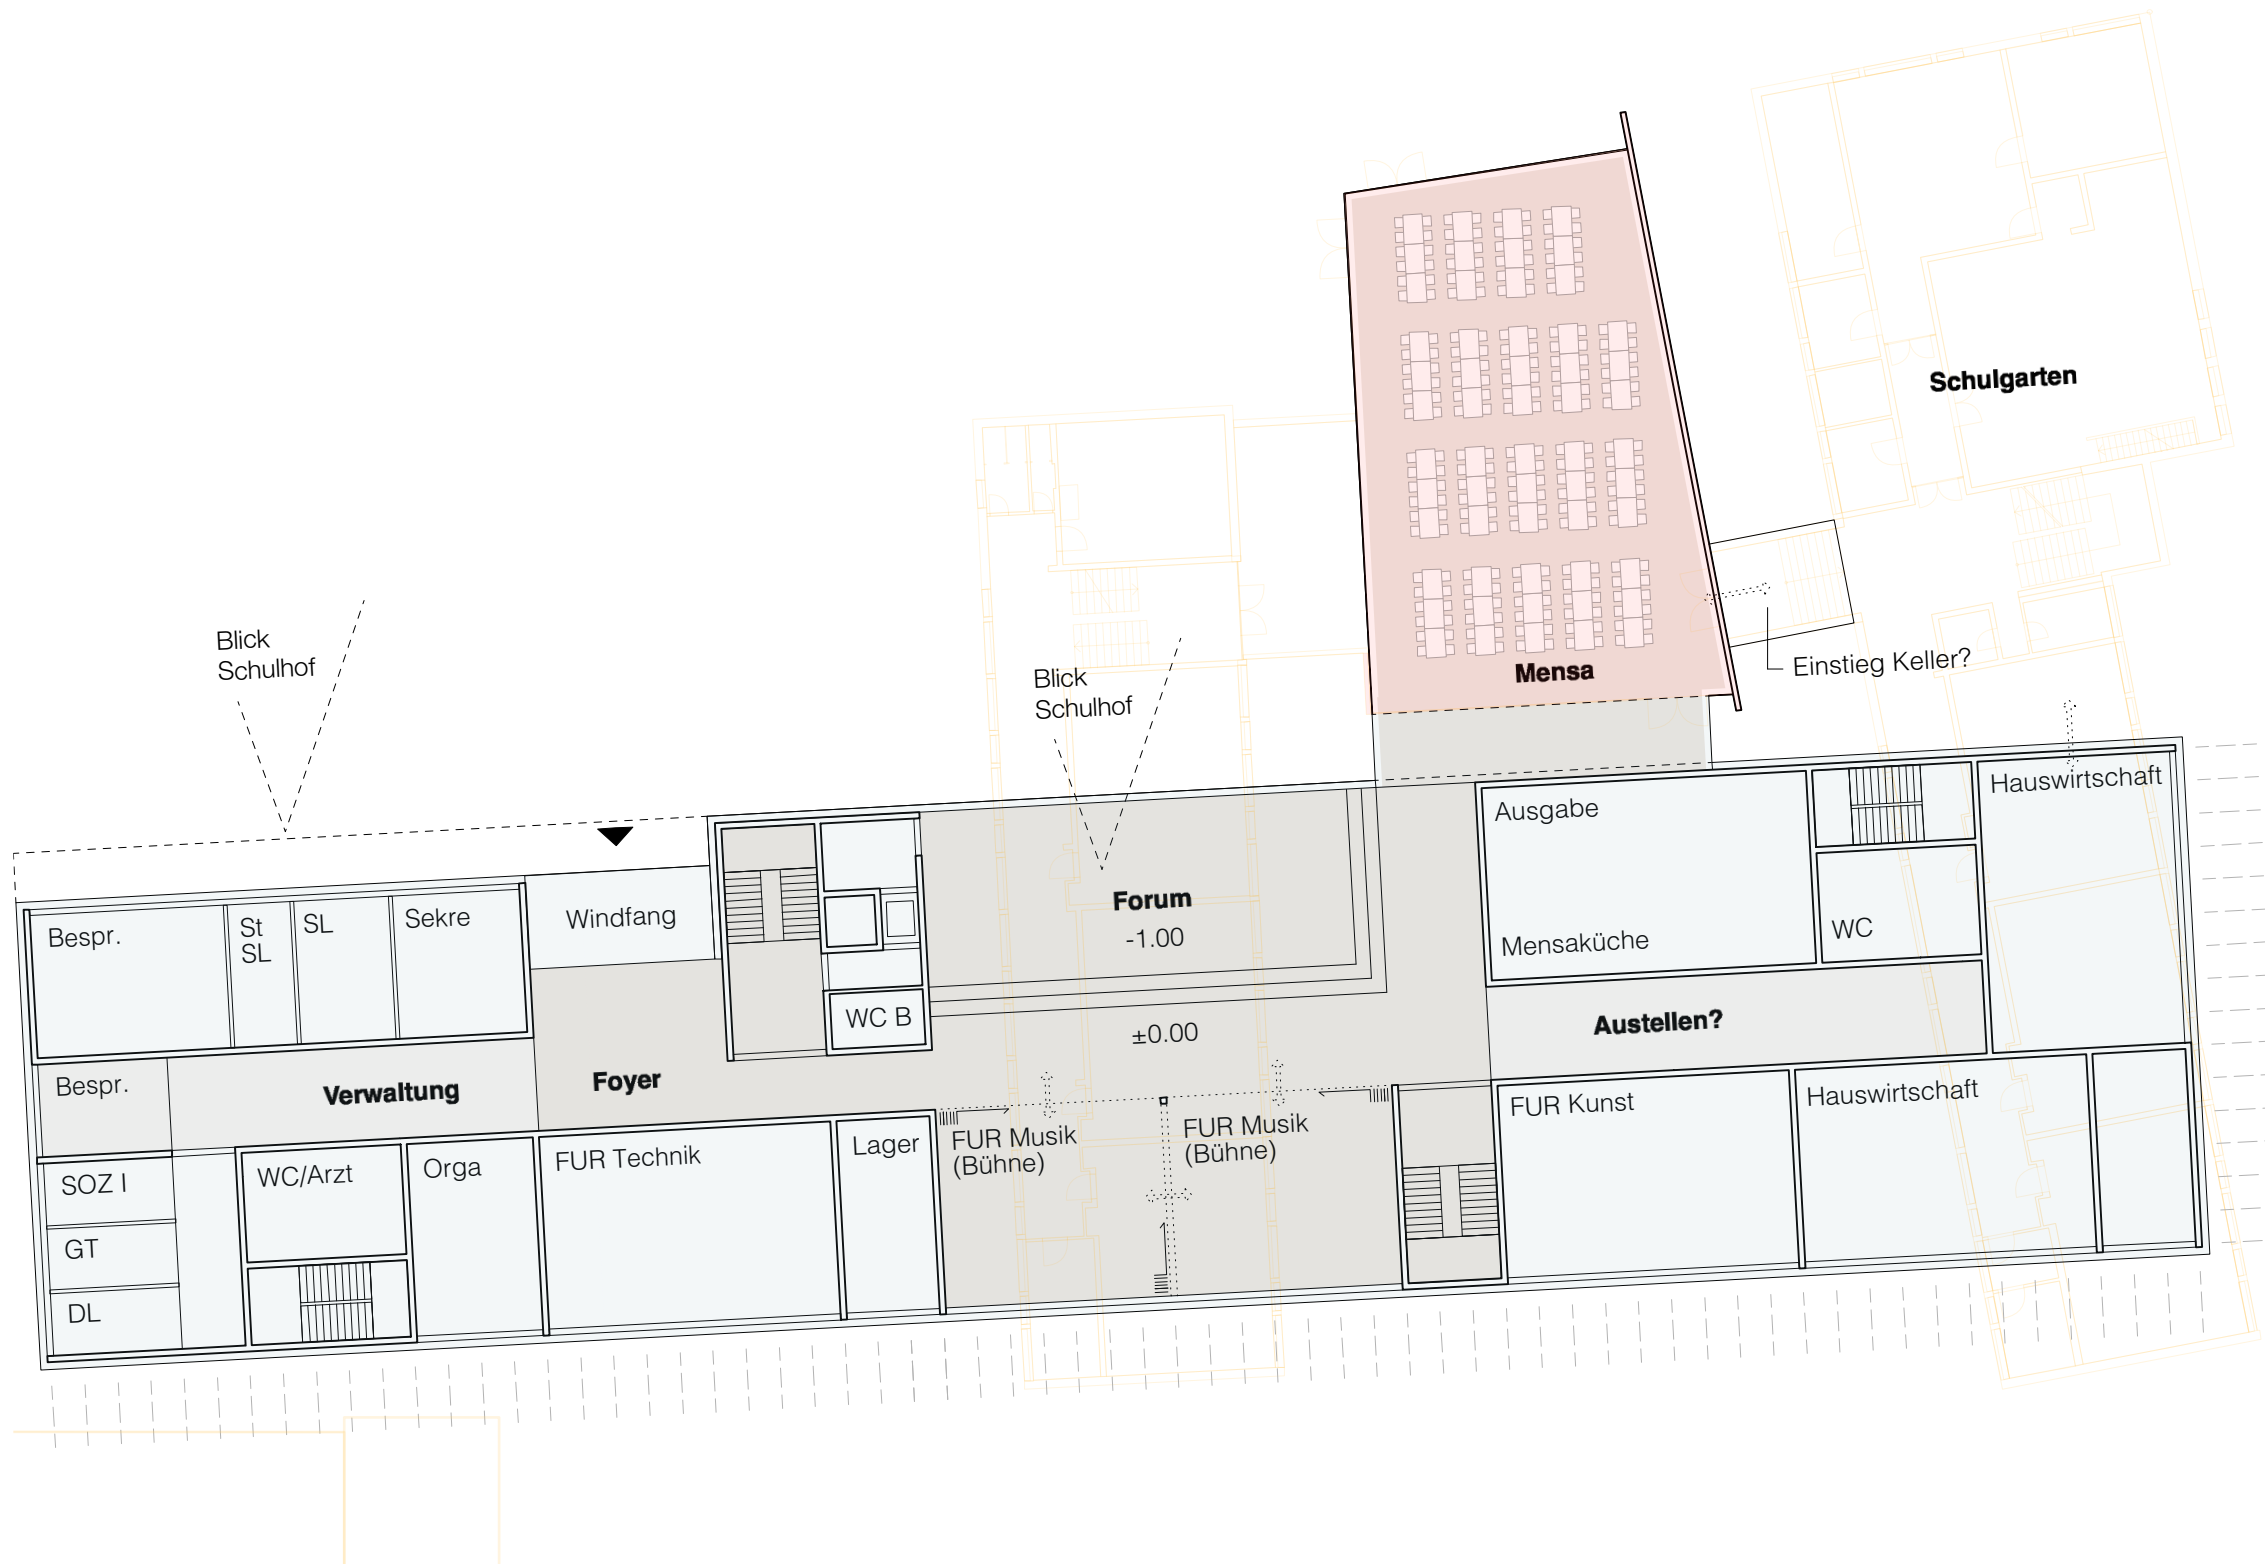 Schulgarten
Blick
Schulhof
Blick
Schulhof
Mensa
Einstieg Keller?
Bespr.
St
SL
SL
Sekre
Windfang
WC B
Forum
-1.00
±0.00
Ausgabe
Mensaküche
WC
Hauswirtschaft
Austellen?
Bespr.
Verwaltung
Foyer
SOZ I
GT
DL
WC/Arzt
Orga
FUR Technik
Lager
FUR Musik
(Bühne)
FUR Musik
(Bühne)
FUR Kunst
Hauswirtschaft